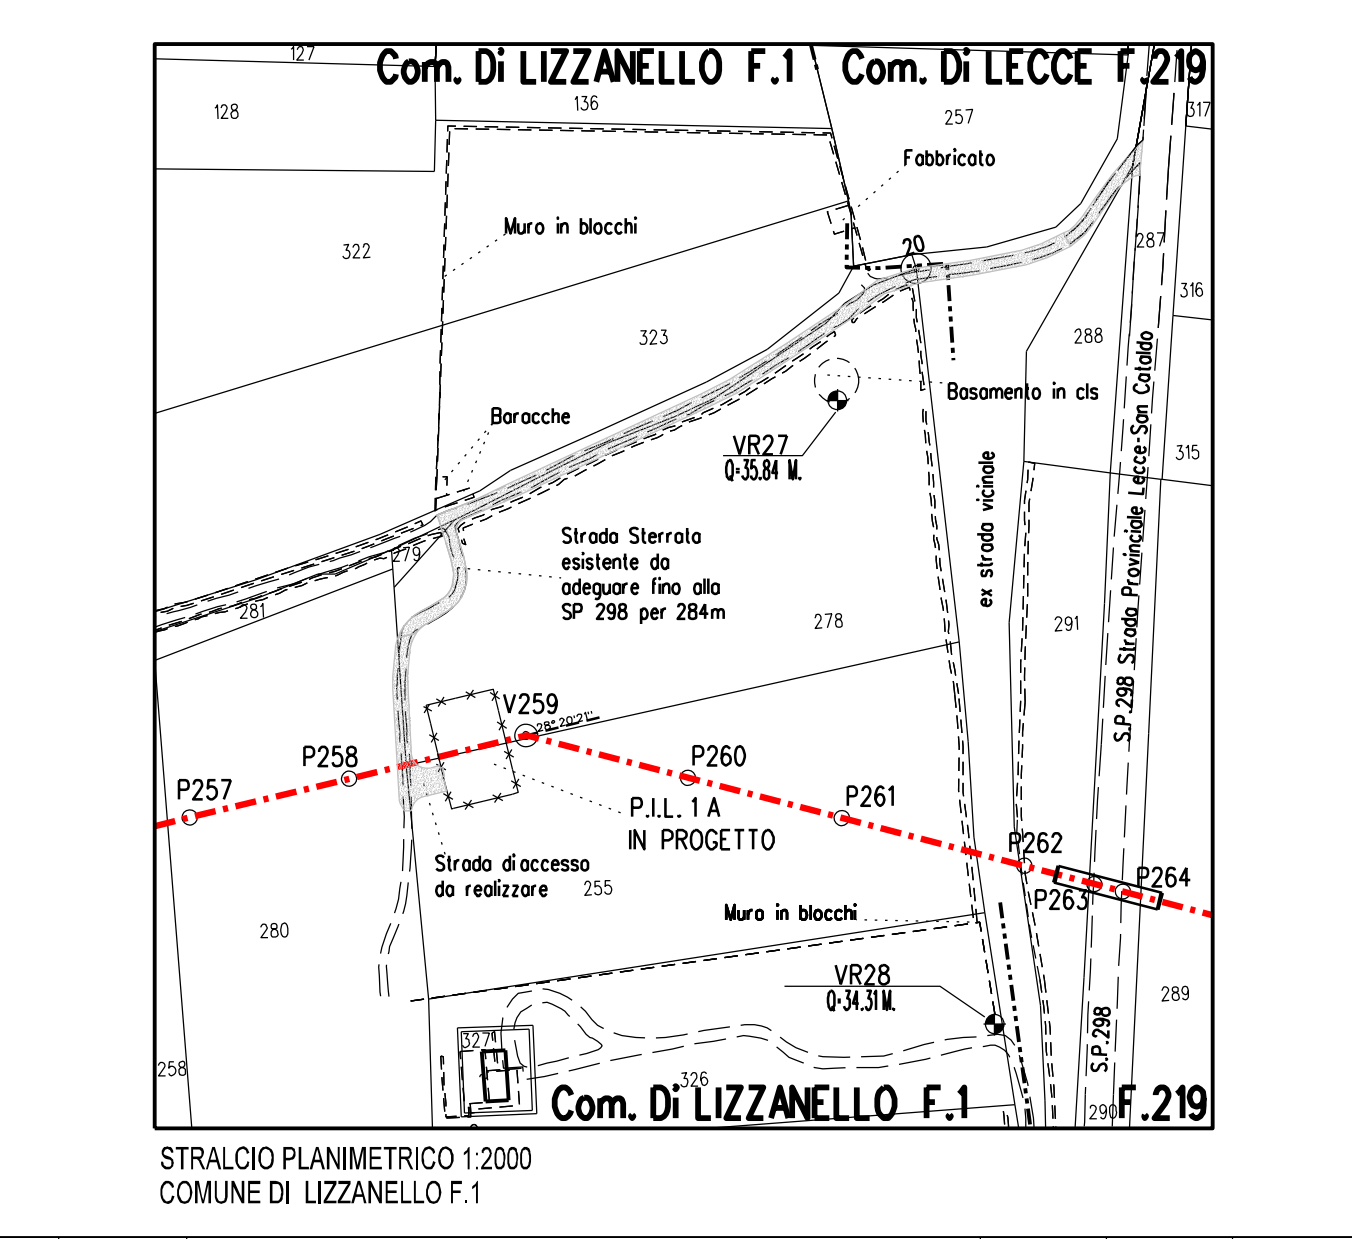 127
Com. Di LIZZANELLO F.1
Com. Di LECCE F.219
128
136
257
317
Fabbricato
Muro in blocchi
322
20
287
316
323
288
Basamento in cls
Baracche
VR27
Q=35.84 M.
315
ex strada vicinale
S.P.298 Strada Provinciale Lecce-San Cataldo
Strada Sterrata
esistente da
adeguare fino alla
SP 298 per 284m
279
281
278
291
V259
28° 20'21''
P258
P257
P260
P261
P.I.L. 1 A
IN PROGETTO
P262
P263
P264
Strada di accesso
da realizzare
255
Muro in blocchi
280
VR28
Q=34.31 M.
289
S.P.298
327
258
326
Com. Di LIZZANELLO F.1
290
F.219
STRALCIO PLANIMETRICO 1:2000
COMUNE DI LIZZANELLO F.1